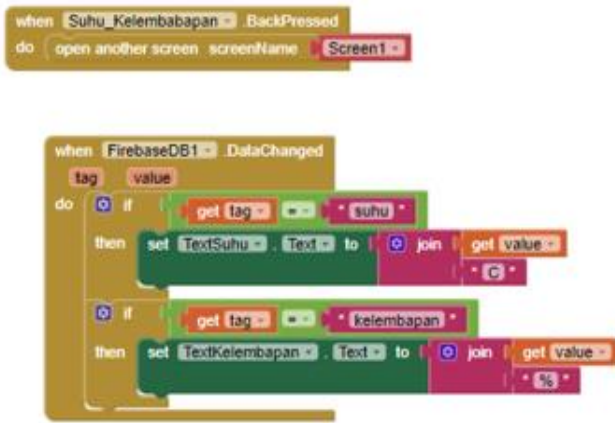 when Suhu_Kelembabapan .BackPressed
do open another screen screenName Screen1
when FirebaseDB1 .DataChanged
tag value
do if get tag = " suhu "
then set TextSuhu . Text to join get value
" C "
if get tag = " kelembapan "
then set TextKelembapan . Text to join get value
" % "